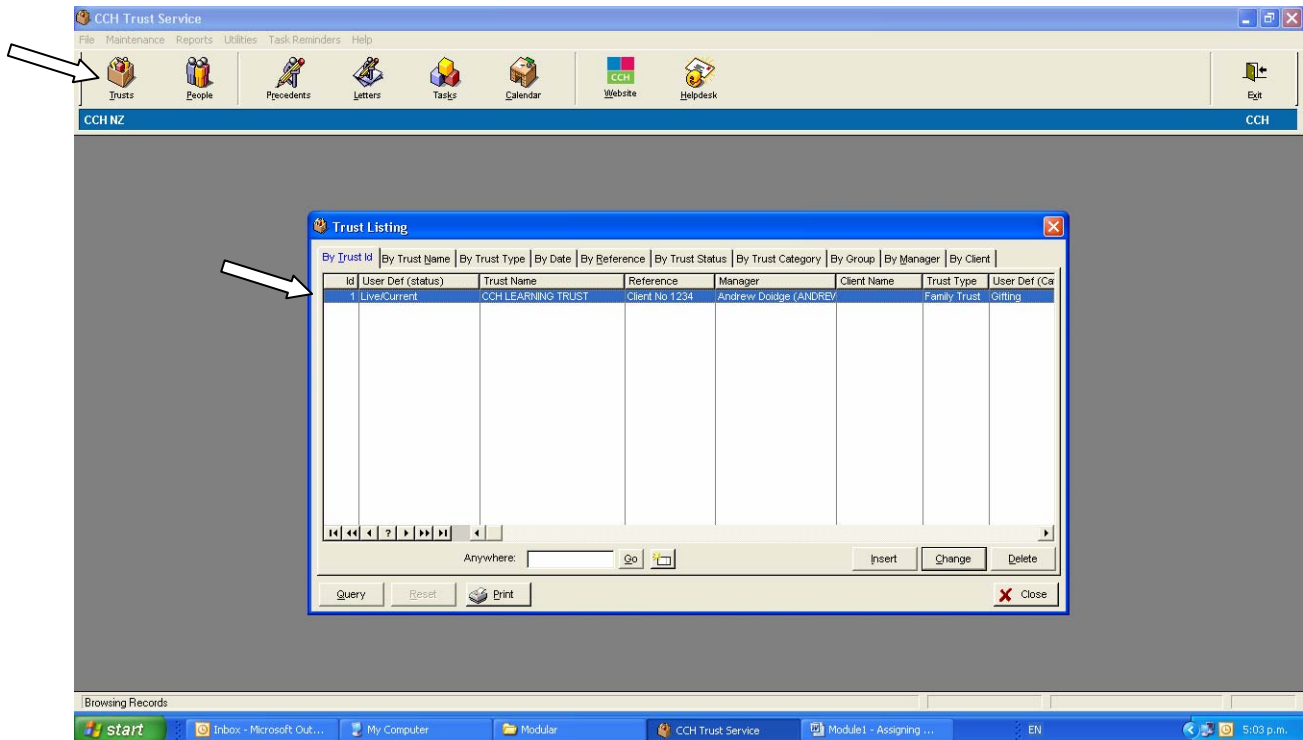 CCH Trust Service
File Maintenance Reports Utilities Task Reminders Help
Trusts People Precedents Letters Tasks Calendar CCH Website Helpdesk Exit
CCH NZ CCH
Trust Listing
By Trust Id By Trust Name By Trust Type By Date By Reference By Trust Status By Trust Category By Group By Manager By Client
Id User Def (status) Trust Name Reference Manager Client Name Trust Type User Def (Ca
1 Live/Current CCH LEARNING TRUST Client No 1234 Andrew Doidge (ANDREW Family Trust Gifting
?
Anywhere: Go Insert Change Delete
Query Reset Print Close
Browsing Records
start Inbox - Microsoft Out... My Computer Modular CCH Trust Service Module1 - Assigning ... EN 5:03 p.m.